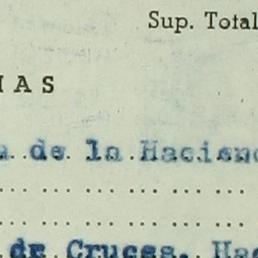 Sup. Total
IAS
de la Hacien
de Cruces. Ha